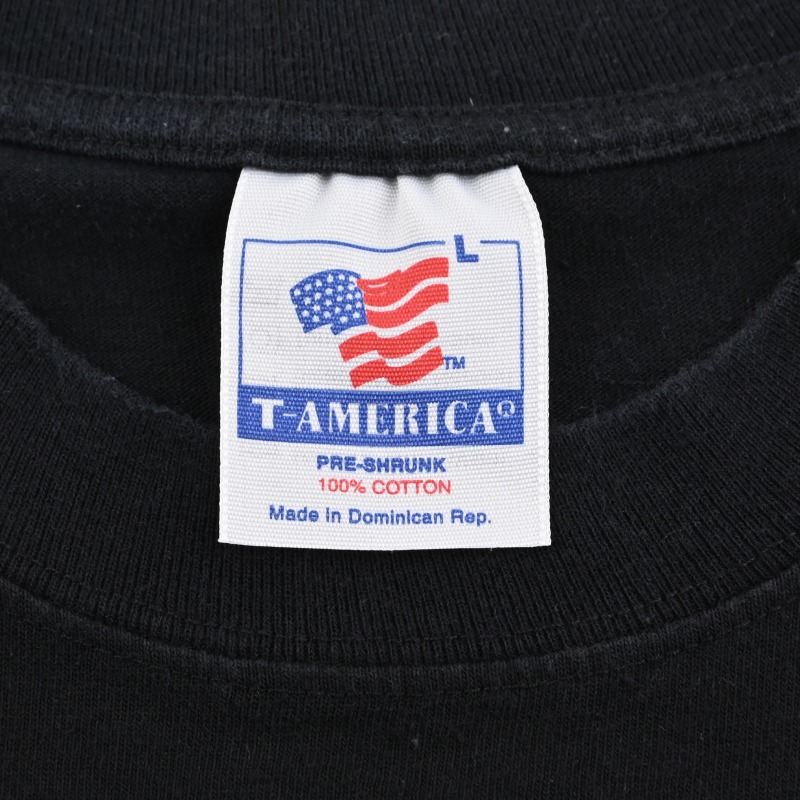 L
TM
T-AMERICA®
PRE-SHRUNK
100% COTTON
Made in Dominican Rep.